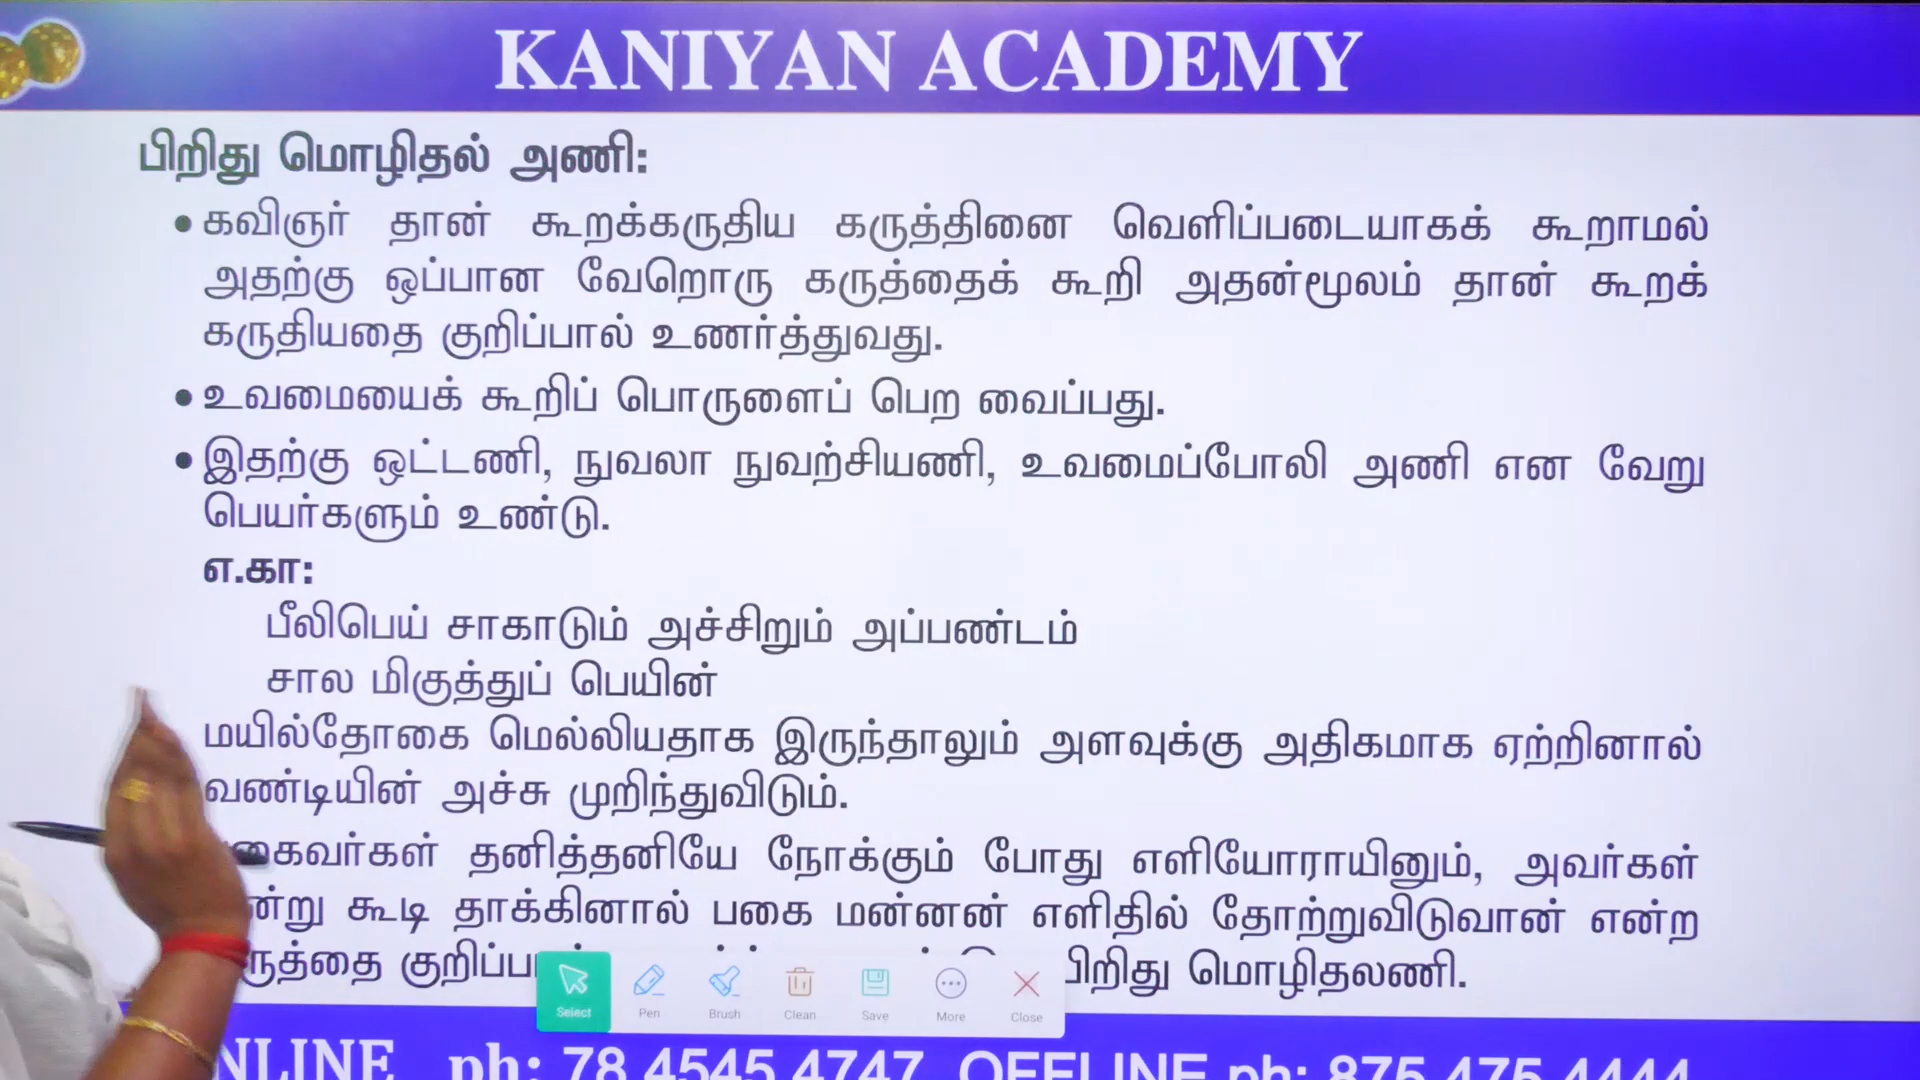 KANIYAN ACADEMY
பிறிது மொழிதல் அணி:
• கவிஞர் தான் கூறக்கருதிய கருத்தினை வெளிப்படையாகக் கூறாமல்
அதற்கு ஒப்பான வேறொரு கருத்தைக் கூறி அதன்மூலம் தான் கூறக்
கருதியதை குறிப்பால் உணர்த்துவது.
• உவமையைக் கூறிப் பொருளைப் பெற வைப்பது.
• இதற்கு ஒட்டணி, நுவலா நுவற்சியணி, உவமைப்போலி அணி என வேறு
பெயர்களும் உண்டு.
எ.கா:
பீலிபெய் சாகாடும் அச்சிறும் அப்பண்டம்
சால மிகுத்துப் பெயின்
மயில்தோகை மெல்லியதாக இருந்தாலும் அளவுக்கு அதிகமாக ஏற்றினால்
வண்டியின் அச்சு முறிந்துவிடும்.
தனித்தனியே நோக்கும் போது எளியோராயினும், அவர்கள்
கூடி தாக்கினால் பகை மன்னன் எளிதில் தோற்றுவிடுவான் என்ற
பிறிது மொழிதலணி.
Select Pen Brush Clean Save More Close
ph: 78 4545 4747 OFFLINE ph: 875 475 4444